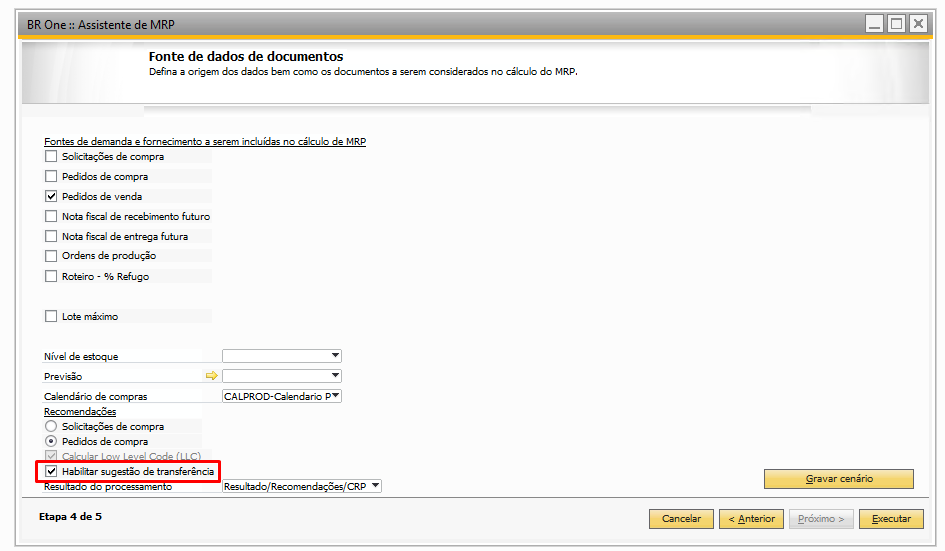 BR One :: Assistente de MRP
Fonte de dados de documentos
Defina a origem dos dados bem como os documentos a serem considerados no cálculo do MRP.
Fontes de demanda e fornecimento a serem incluídas no cálculo de MRP
Solicitações de compra
Pedidos de compra
Pedidos de venda
Nota fiscal de recebimento futuro
Nota fiscal de entrega futura
Ordens de produção
Roteiro - % Refugo
Lote máximo
Nível de estoque
Previsão
Calendário de compras CALPROD-Calendario P
Recomendações
Solicitações de compra
Pedidos de compra
Calcular Low Level Code (LLC)
Habilitar sugestão de transferência
Resultado do processamento Resultado/Recomendações/CRP
Gravar cenário
Etapa 4 de 5
Cancelar < Anterior Próximo > Executar